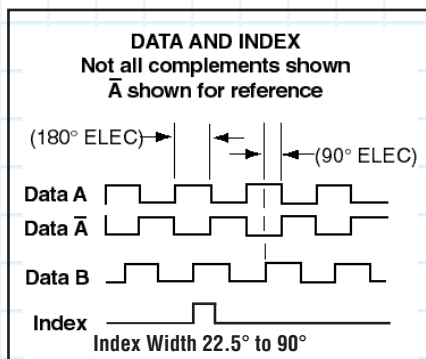 DATA AND INDEX
Not all complements shown
A̅ shown for reference
(180° ELEC)
(90° ELEC)
Data A
Data A̅
Data B
Index
Index Width 22.5° to 90°